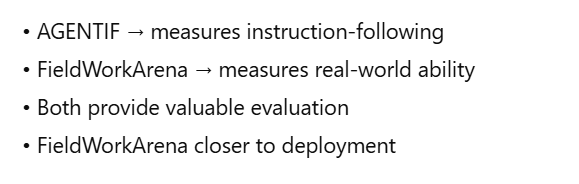 • AGENTIF → measures instruction-following
• FieldWorkArena → measures real-world ability
• Both provide valuable evaluation
• FieldWorkArena closer to deployment